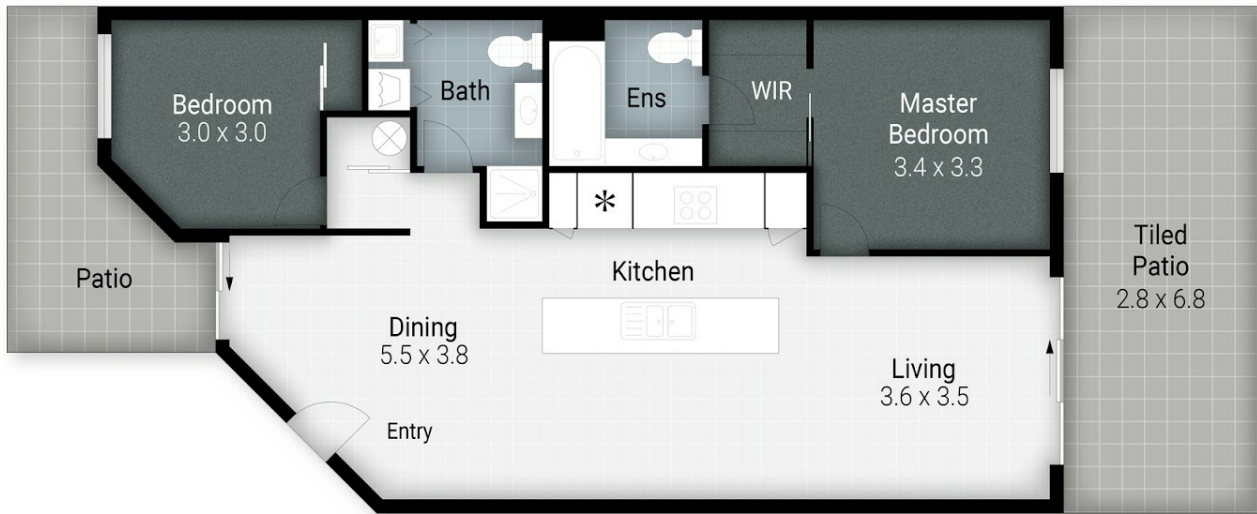 Bedroom
3.0 x 3.0
Bath
Ens
WIR
Master
Bedroom
3.4 x 3.3
*
Patio
Kitchen
Tiled
Patio
2.8 x 6.8
Dining
5.5 x 3.8
Living
3.6 x 3.5
Entry